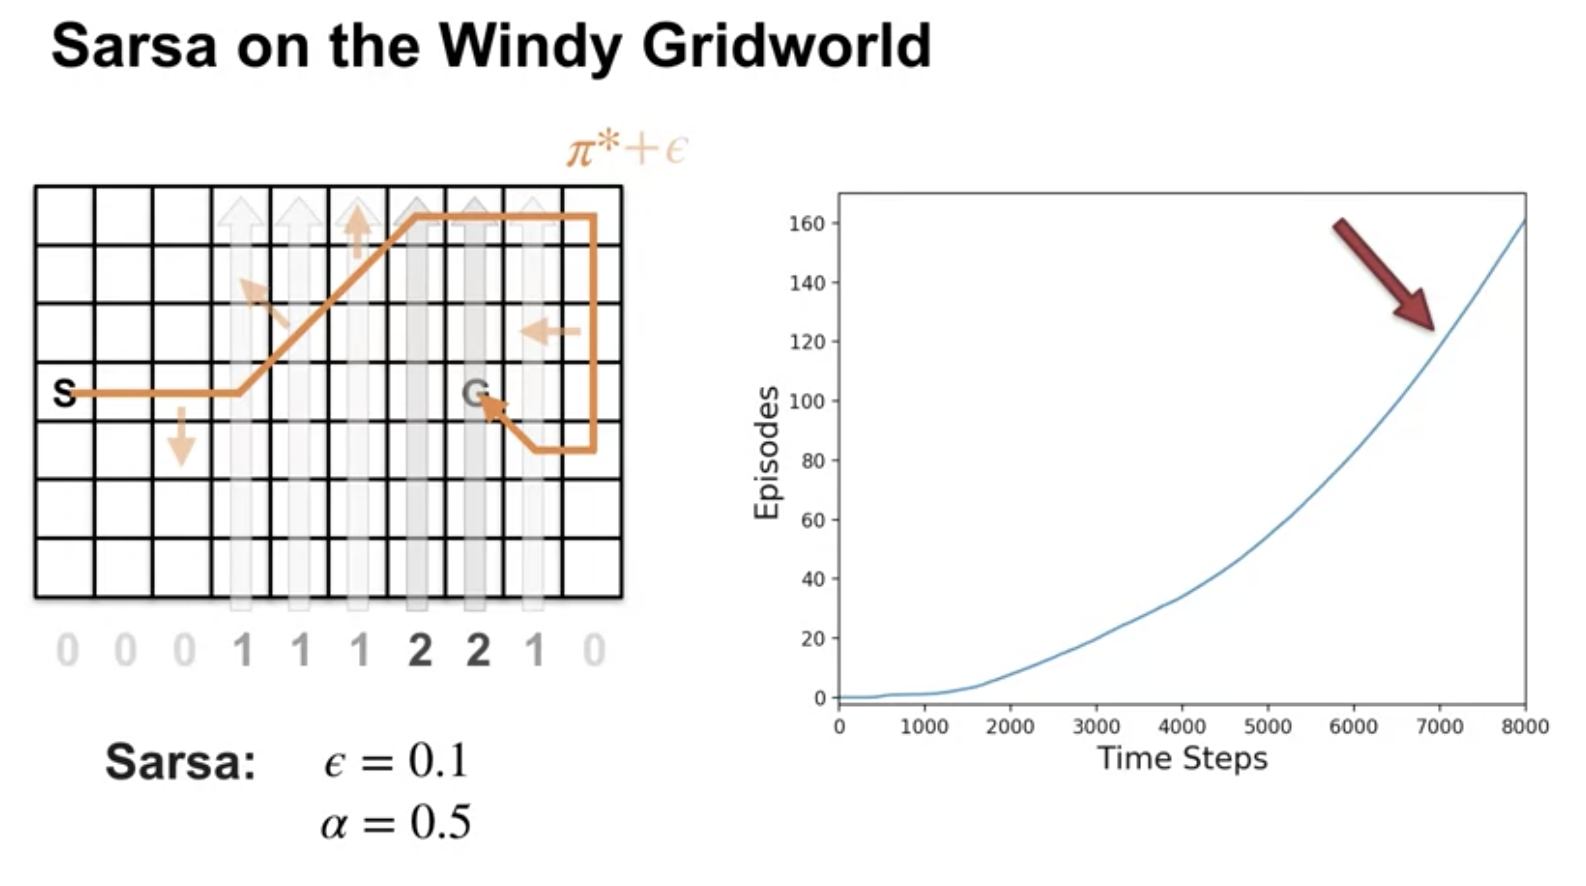 Sarsa on the Windy Gridworld
π*+ϵ
S
G
0 0 0 1 1 1 2 2 1 0
Sarsa: ϵ = 0.1
α = 0.5
160
140
120
100
80
60
40
20
0
Episodes
0 1000 2000 3000 4000 5000 6000 7000 8000
Time Steps